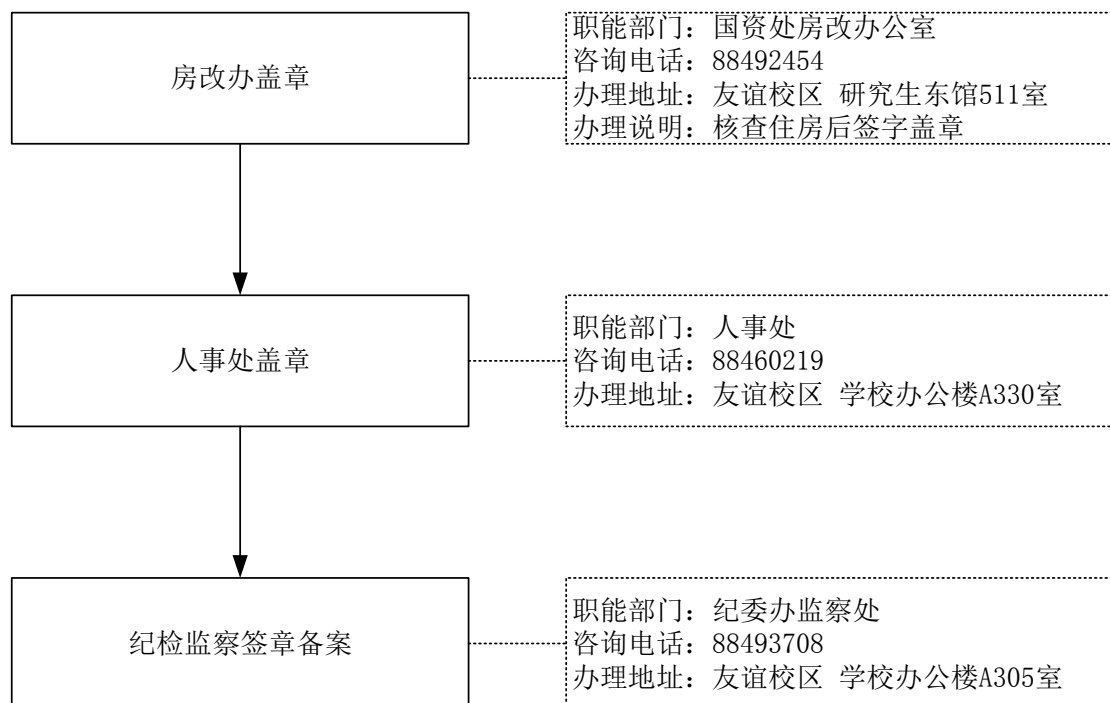 房改办盖章
职能部门：国资处房改办公室
咨询电话：88492454
办理地址：友谊校区 研究生东馆511室
办理说明：核查住房后签字盖章
人事处盖章
职能部门：人事处
咨询电话：88460219
办理地址：友谊校区 学校办公楼A330室
纪检监察签章备案
职能部门：纪委办监察处
咨询电话：88493708
办理地址：友谊校区 学校办公楼A305室